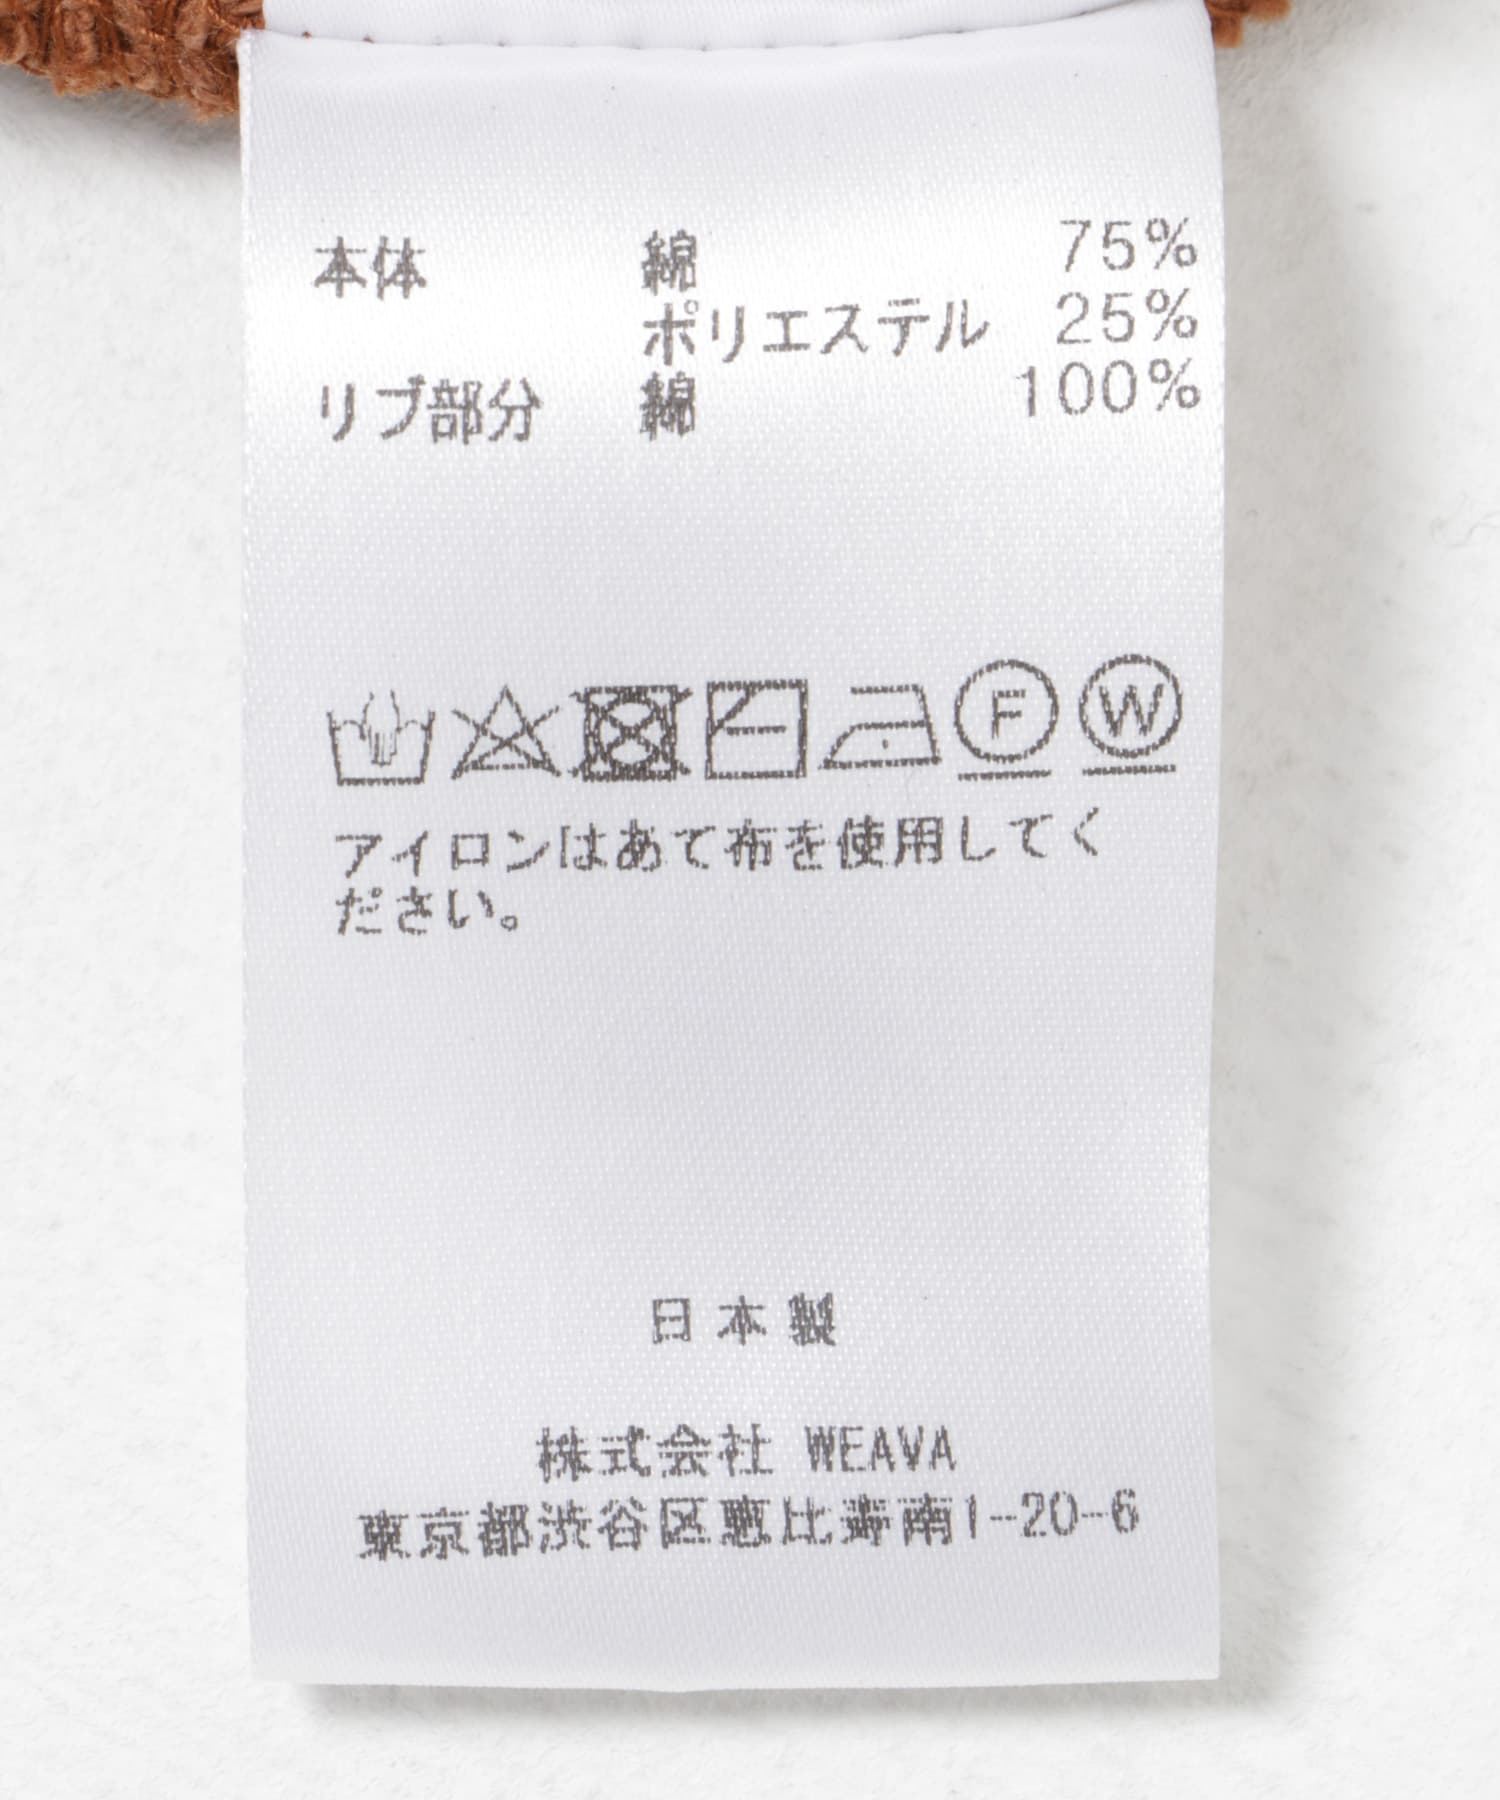 本体 綿 75%
ポリエステル 25%
リブ部分 綿 100%
F W
アイロンはあて布を使用してく
ださい。
日本製
株式会社 WEAVA
東京都渋谷区恵比寿南1-20-6